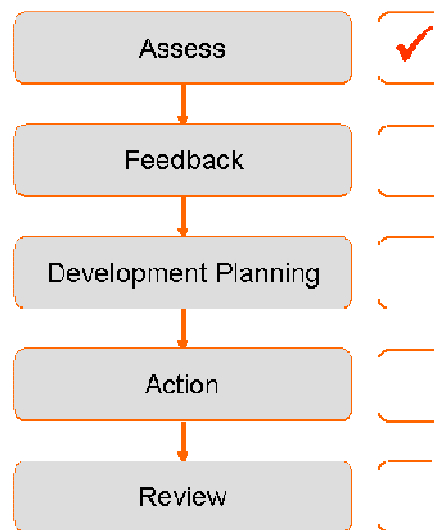 Assess
Feedback
Development Planning
Action
Review